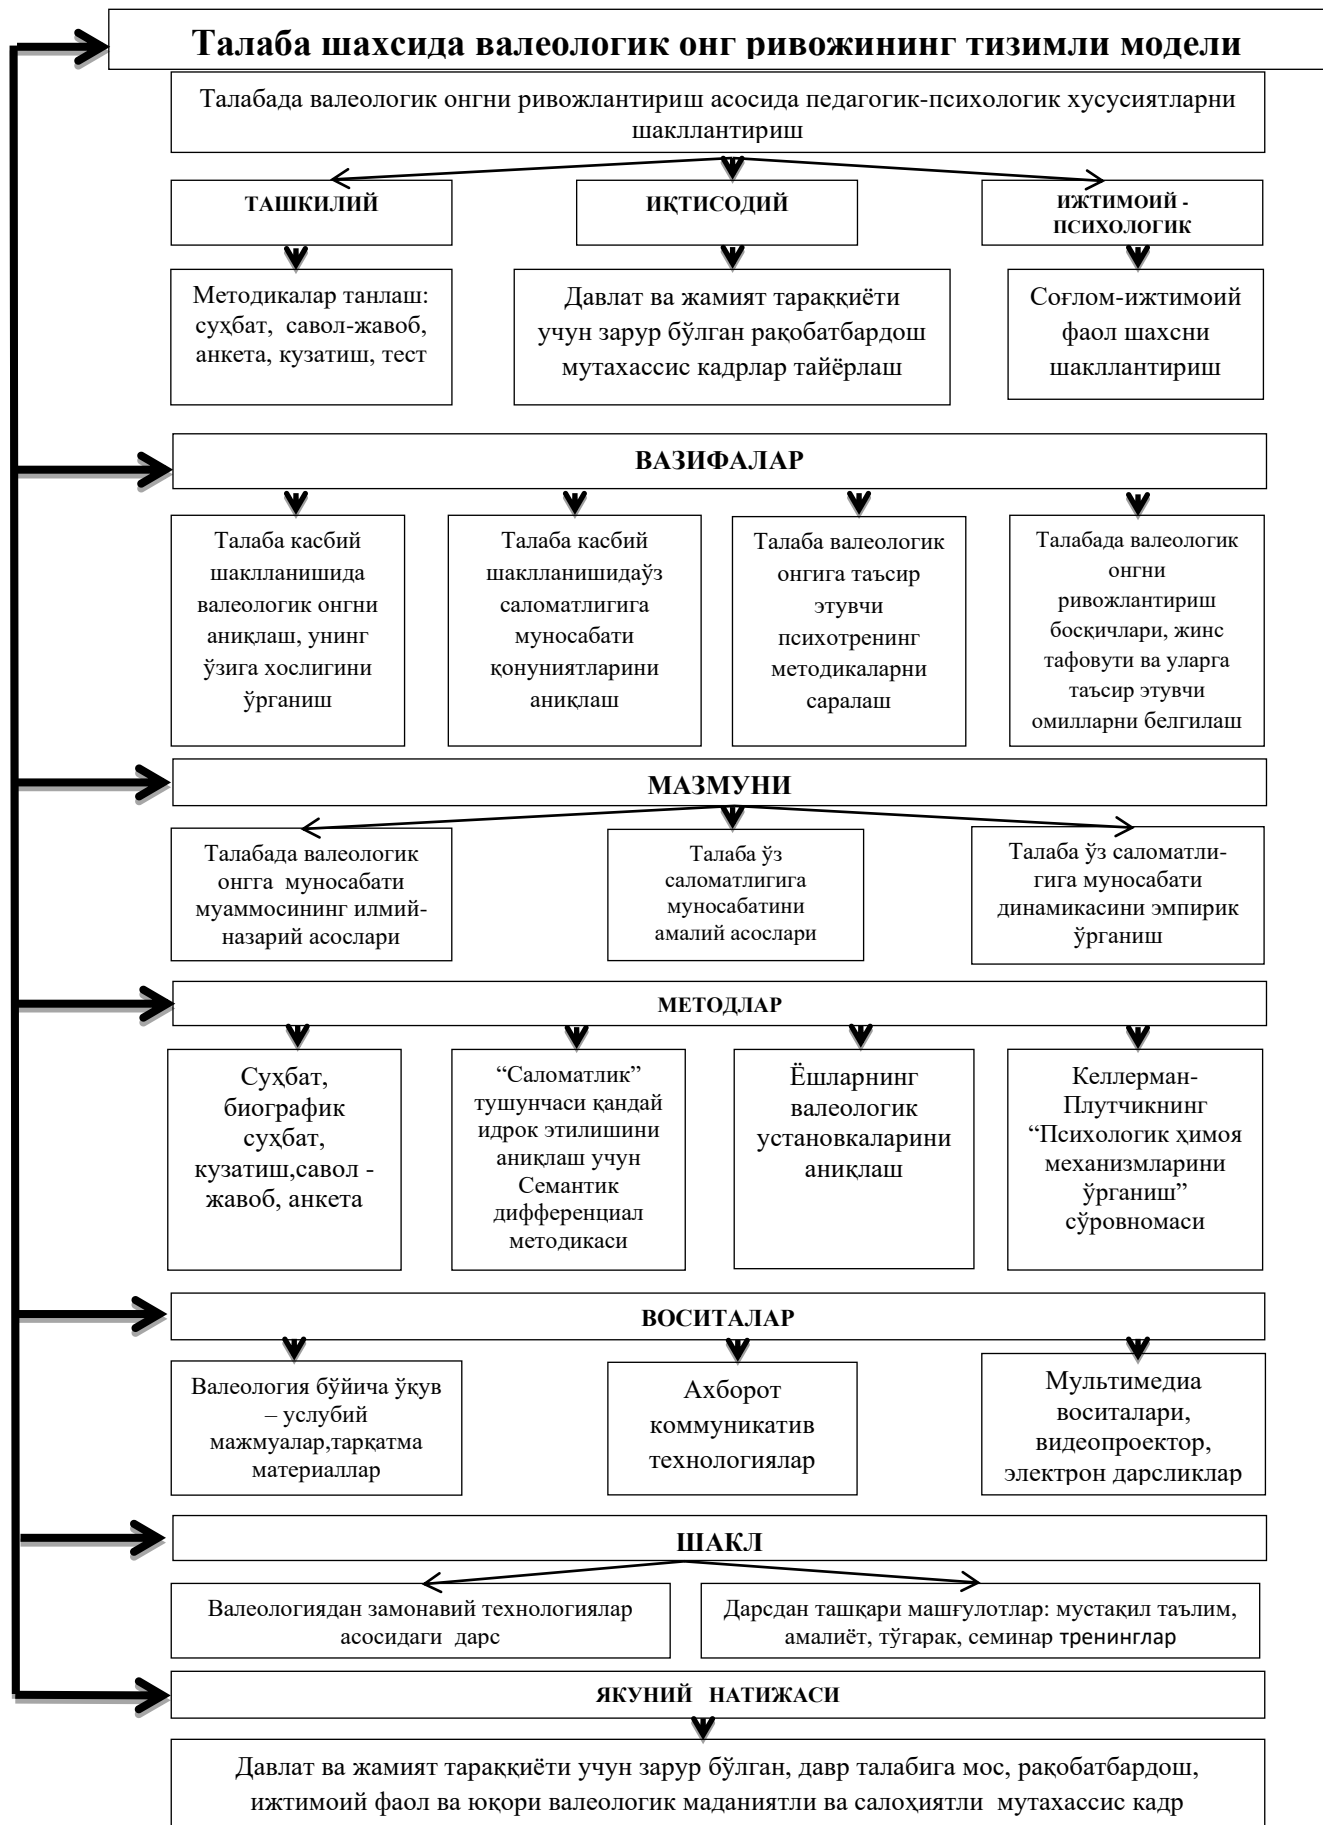 Талаба шахсида валеологик онг ривожининг тизимли модели
Талабада валеологик онгни ривожлантириш асосида педагогик-психологик хусусиятларни
шакллантириш
ТАШКИЛИЙ
ИҚТИСОДИЙ
ИЖТИМОИЙ -
ПСИХОЛОГИК
Методикалар танлаш:
суҳбат, савол-жавоб,
анкета, кузатиш, тест
Давлат ва жамият тараққиёти
учун зарур бўлган рақобатбардош
мутахассис кадрлар тайёрлаш
Соғлом-ижтимоий
фаол шахсни
шакллантириш
ВАЗИФАЛАР
Талаба касбий
шаклланишида
валеологик онгни
аниқлаш, унинг
ўзига хослигини
ўрганиш
Талаба касбий
шаклланишидаўз
саломатлигига
муносабати
қонуниятларини
аниқлаш
Талаба валеологик
онгига таъсир
этувчи
психотренинг
методикаларни
саралаш
Талабада валеологик
онгни
ривожлантириш
босқичлари, жинс
тафовути ва уларга
таъсир этувчи
омилларни белгилаш
МАЗМУНИ
Талабада валеологик
онгга муносабати
муаммосининг илмий-
назарий асослари
Талаба ўз
саломатлигига
муносабатини
амалий асослари
Талаба ўз саломатли-
гига муносабати
динамикасини эмпирик
ўрганиш
МЕТОДЛАР
Суҳбат,
биографик
суҳбат,
кузатиш,савол -
жавоб, анкета
“Саломатлик”
тушунчаси қандай
идрок этилишини
аниқлаш учун
Семантик
дифференциал
методикаси
Ёшларнинг
валеологик
установкаларини
аниқлаш
Келлерман-
Плутчикнинг
“Психологик ҳимоя
механизмларини
ўрганиш”
сўровномаси
ВОСИТАЛАР
Валеология бўйича ўқув
– услубий
мажмуалар,тарқатма
материаллар
Ахборот
коммуникатив
технологиялар
Мультимедиа
воситалари,
видеопроектор,
электрон дарсликлар
ШАКЛ
Валеологиядан замонавий технологиялар
асосидаги дарс
Дарсдан ташқари машғулотлар: мустақил таълим,
амалиёт, тўгарак, семинар тренинглар
ЯКУНИЙ НАТИЖАСИ
Давлат ва жамият тараққиёти учун зарур бўлган, давр талабига мос, рақобатбардош,
ижтимоий фаол ва юқори валеологик маданиятли ва салоҳиятли мутахассис кадр